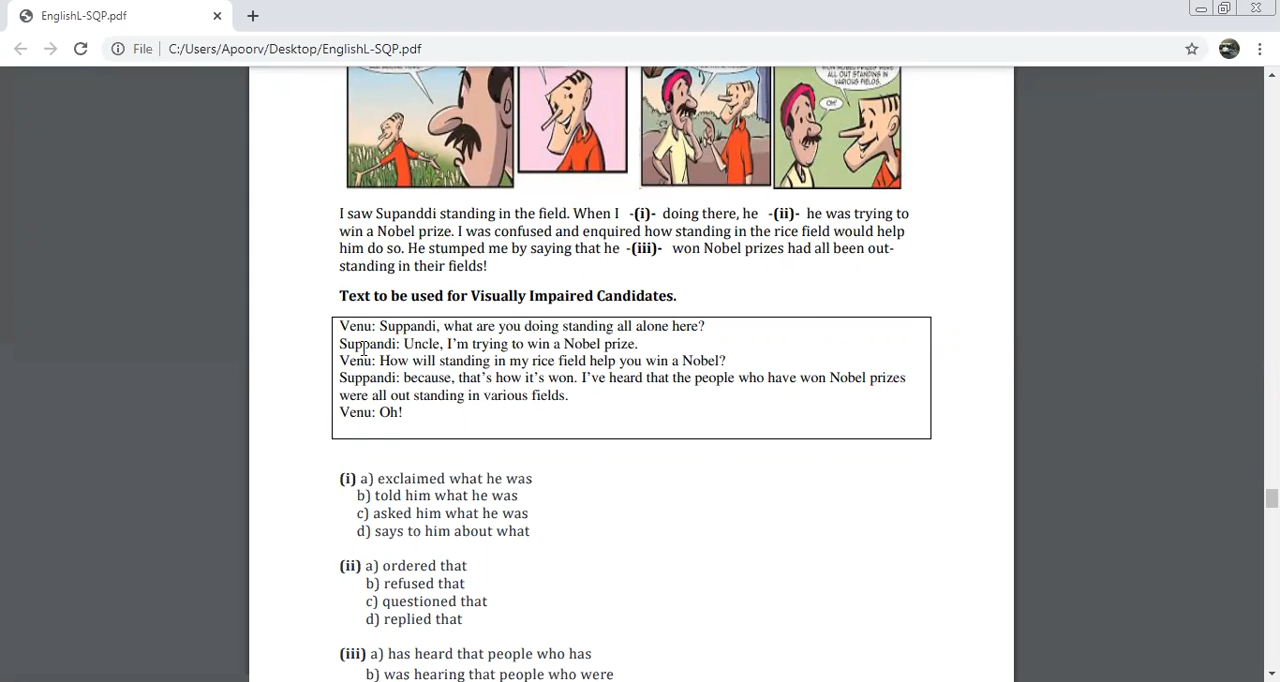 EnglishL-SQP.pdf
File C:/Users/Apoorv/Desktop/EnglishL-SQP.pdf
ALL OUT STANDING IN
VARIOUS FIELDS.
OH!
I saw Supanddi standing in the field. When I -(i)- doing there, he -(ii)- he was trying to
win a Nobel prize. I was confused and enquired how standing in the rice field would help
him do so. He stumped me by saying that he -(iii)- won Nobel prizes had all been out-
standing in their fields!
Text to be used for Visually Impaired Candidates.
Venu: Suppandi, what are you doing standing all alone here?
Suppandi: Uncle, I'm trying to win a Nobel prize.
Venu: How will standing in my rice field help you win a Nobel?
Suppandi: because, that's how it's won. I've heard that the people who have won Nobel prizes
were all out standing in various fields.
Venu: Oh!
(i) a) exclaimed what he was
b) told him what he was
c) asked him what he was
d) says to him about what
(ii) a) ordered that
b) refused that
c) questioned that
d) replied that
(iii) a) has heard that people who has
b) was hearing that people who were